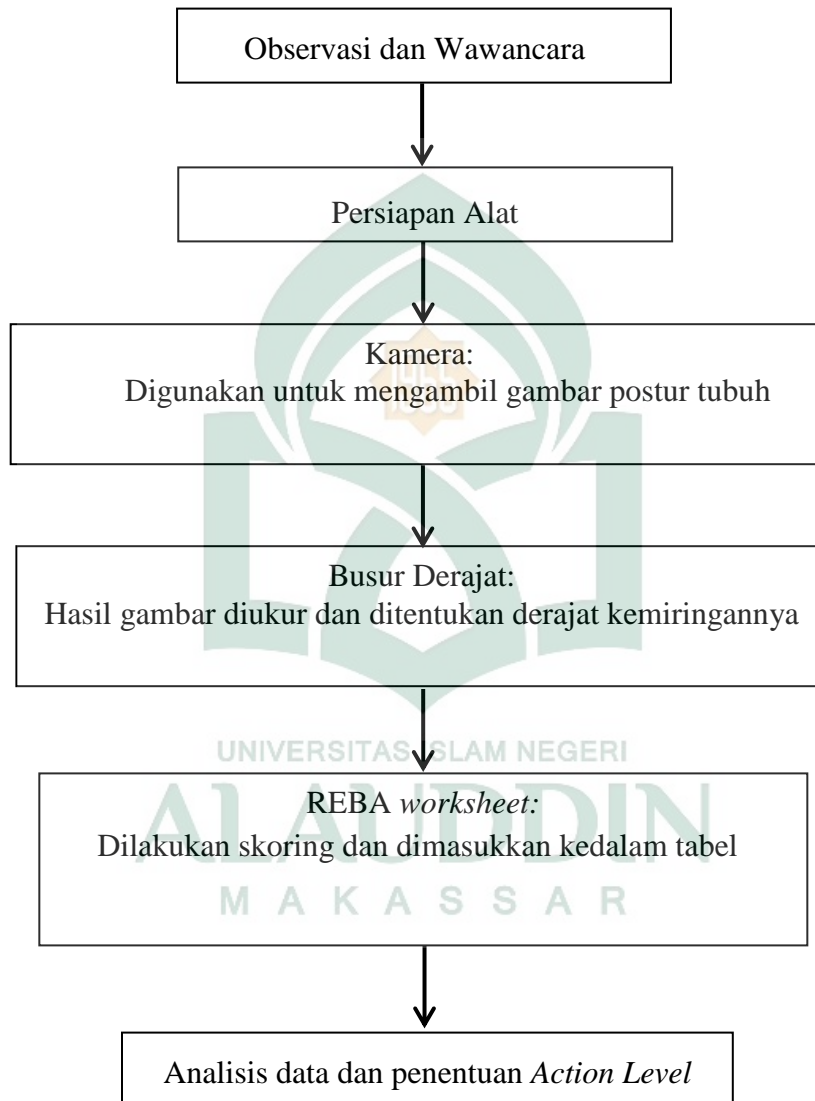 Observasi dan Wawancara
Persiapan Alat
Kamera:
Digunakan untuk mengambil gambar postur tubuh
1965
Busur Derajat:
Hasil gambar diukur dan ditentukan derajat kemiringannya
UNIVERSITAS ISLAM NEGERI
REBA worksheet:
ALAUDDIN
Dilakukan skoring dan dimasukkan kedalam tabel
MAKASSAR
Analisis data dan penentuan Action Level